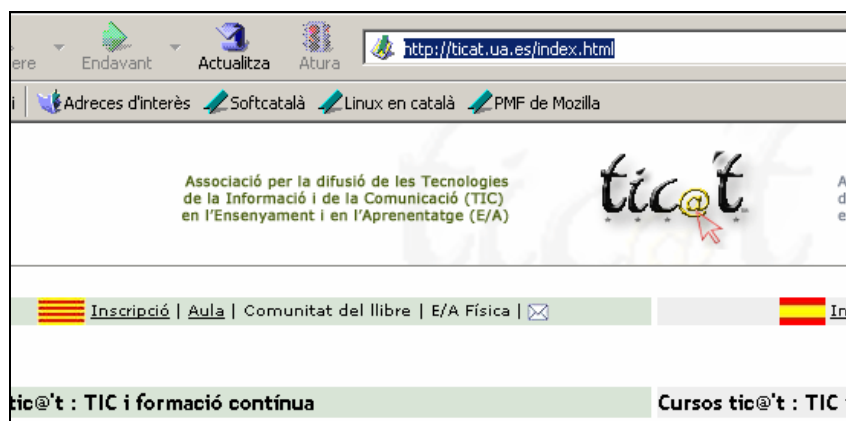 Endavant Actualitza Atura http://ticat.ua.es/index.html
Adreces d'interès Softcatalà Linux en català PMF de Mozilla
Associació per la difusió de les Tecnologies
de la Informació i de la Comunicació (TIC)
en l'Ensenyament i en l'Aprenentatge (E/A)
tic@'t
Inscripció | Aula | Comunitat del llibre | E/A Física |
tic@'t : TIC i formació contínua
Cursos tic@'t : TIC